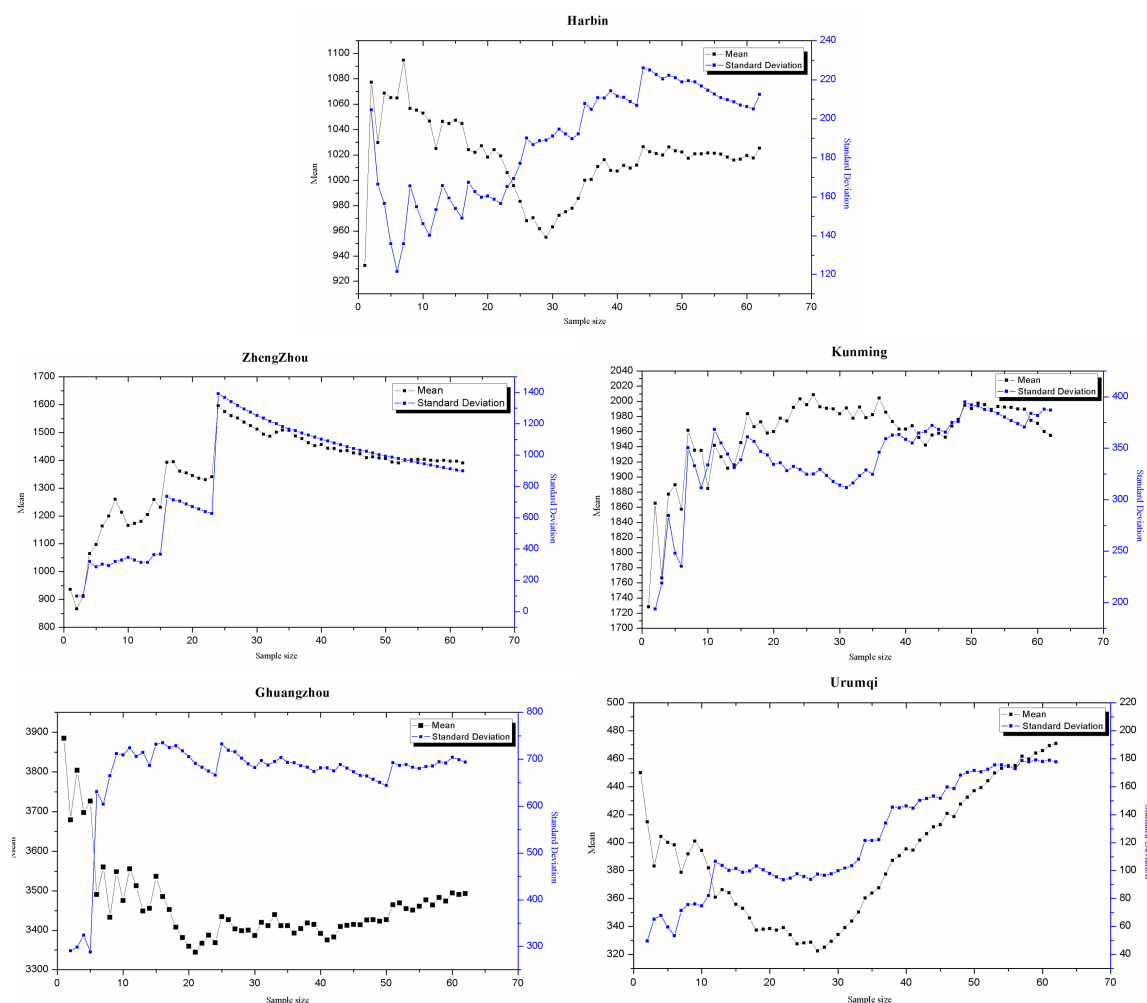 Harbin
Mean
Standard Deviation
1100
1080
1060
1040
1020
1000
980
960
940
920
Mean
240
220
200
180
160
140
120
Standard Deviation
0 10 20 30 40 50 60 70
Sample size
ZhengZhou
Mean
Standard Deviation
1700
1600
1500
1400
1300
1200
1100
1000
900
800
Mean
1400
1200
1000
800
600
400
200
0
Standard Deviation
0 10 20 30 40 50 60 70
Sample size
Kunming
Mean
Standard Deviation
2040
2020
2000
1980
1960
1940
1920
1900
1880
1860
1840
1820
1800
1780
1760
1740
1720
1700
Mean
400
350
300
250
200
Standard Deviation
0 10 20 30 40 50 60 70
Sample size
Ghuangzhou
Mean
Standard Deviation
3900
3800
3700
3600
3500
3400
3300
Mean
800
700
600
500
400
300
Standard Deviation
0 10 20 30 40 50 60 70
Sample size
Urumqi
Mean
Standard Deviation
500
480
460
440
420
400
380
360
340
320
Mean
220
200
180
160
140
120
100
80
60
40
20
Standard Deviation
0 10 20 30 40 50 60 70
Sample size